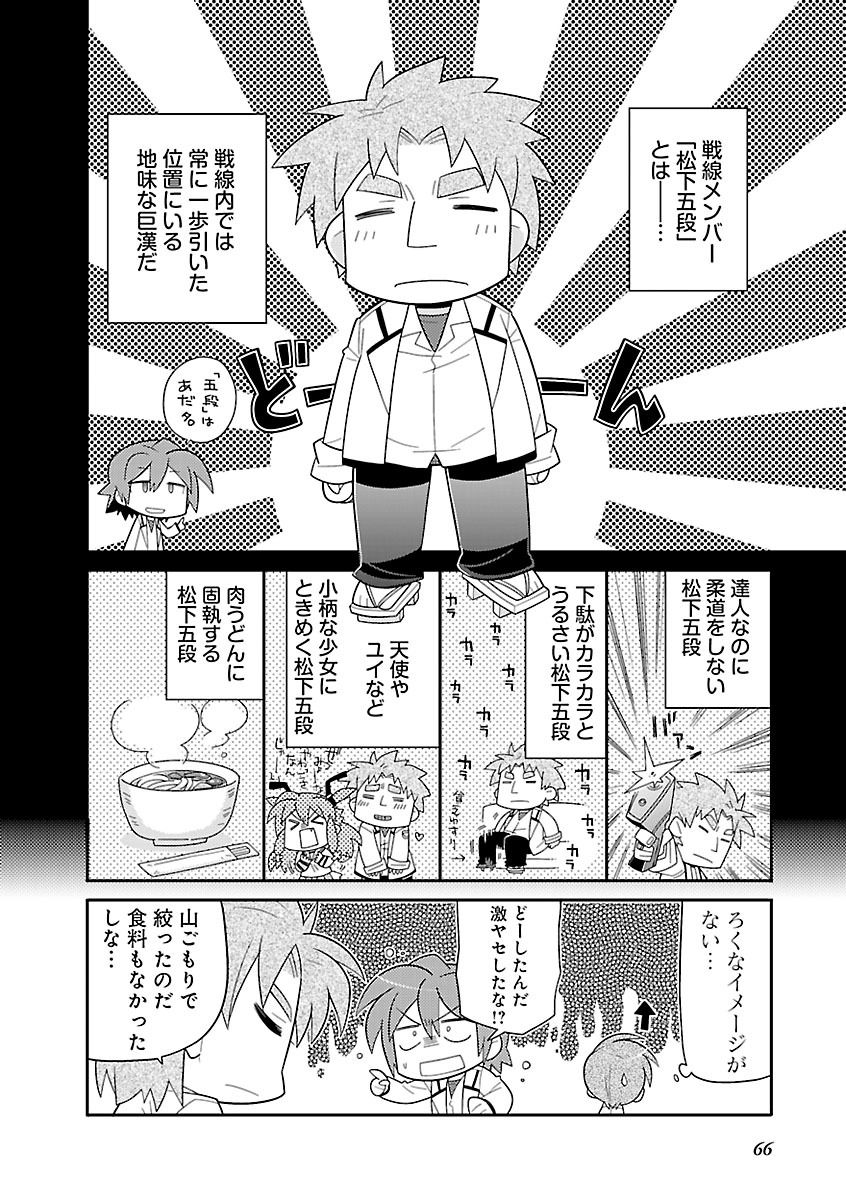 戦線メンバー
「松下五段」
とは――…
戦線内では
常に一歩引いた
位置にいる
地味な巨漢だ
どーーん
「五段」は
あだ名。
達人なのに
柔道をしない
松下五段
バァン
下駄がカラカラと
うるさい松下五段
カラ
カラ
カラ
カラ
カラ
カラ
貧乏ゆすり→
天使や
ユイなど
小柄な少女に
ときめく松下五段
肉うどんに
固執する
松下五段
ろくなイメージが
ない…
どーしたんだ
激ヤセしたな!?
山ごもりで
絞ったのだ
食料もなかった
しな…
66